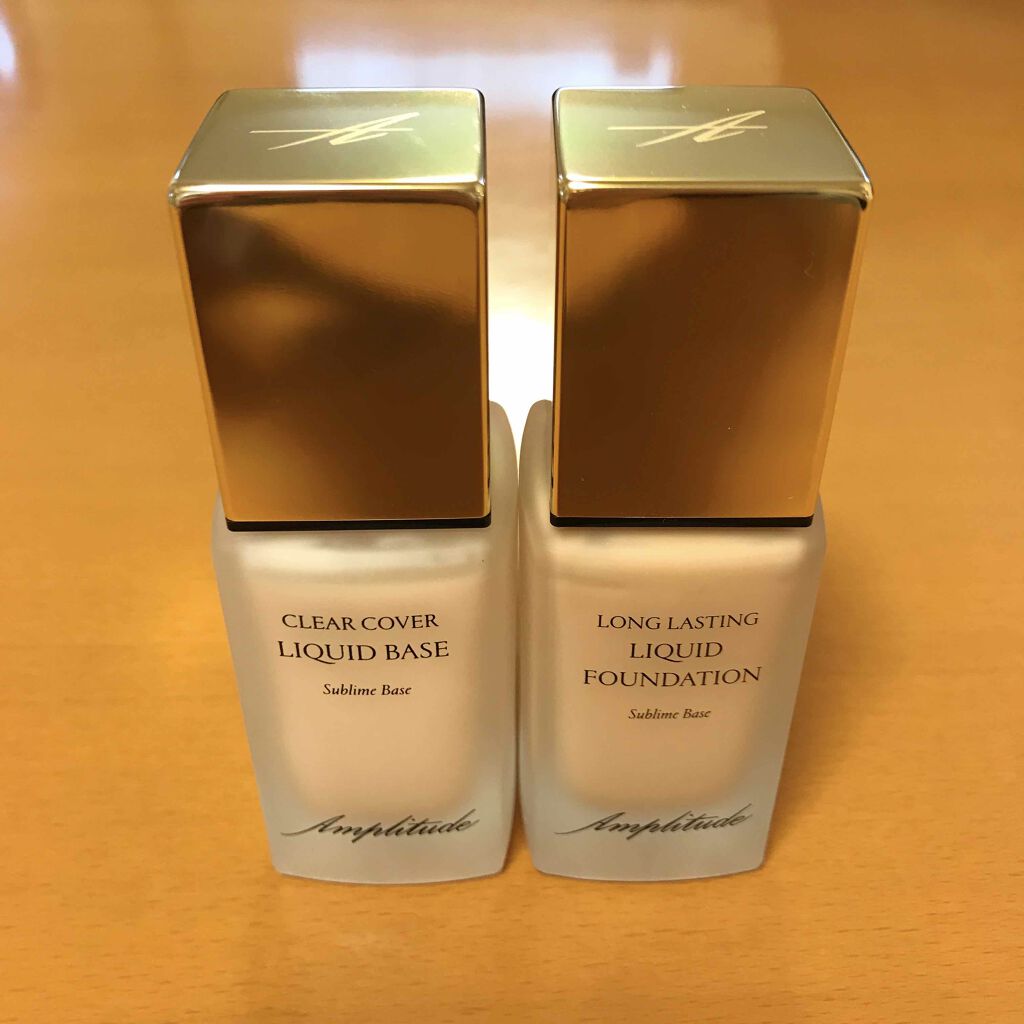 A
A
CLEAR COVER
LIQUID BASE
Sublime Base
Amplitude
LONG LASTING
LIQUID
FOUNDATION
Sublime Base
Amplitude